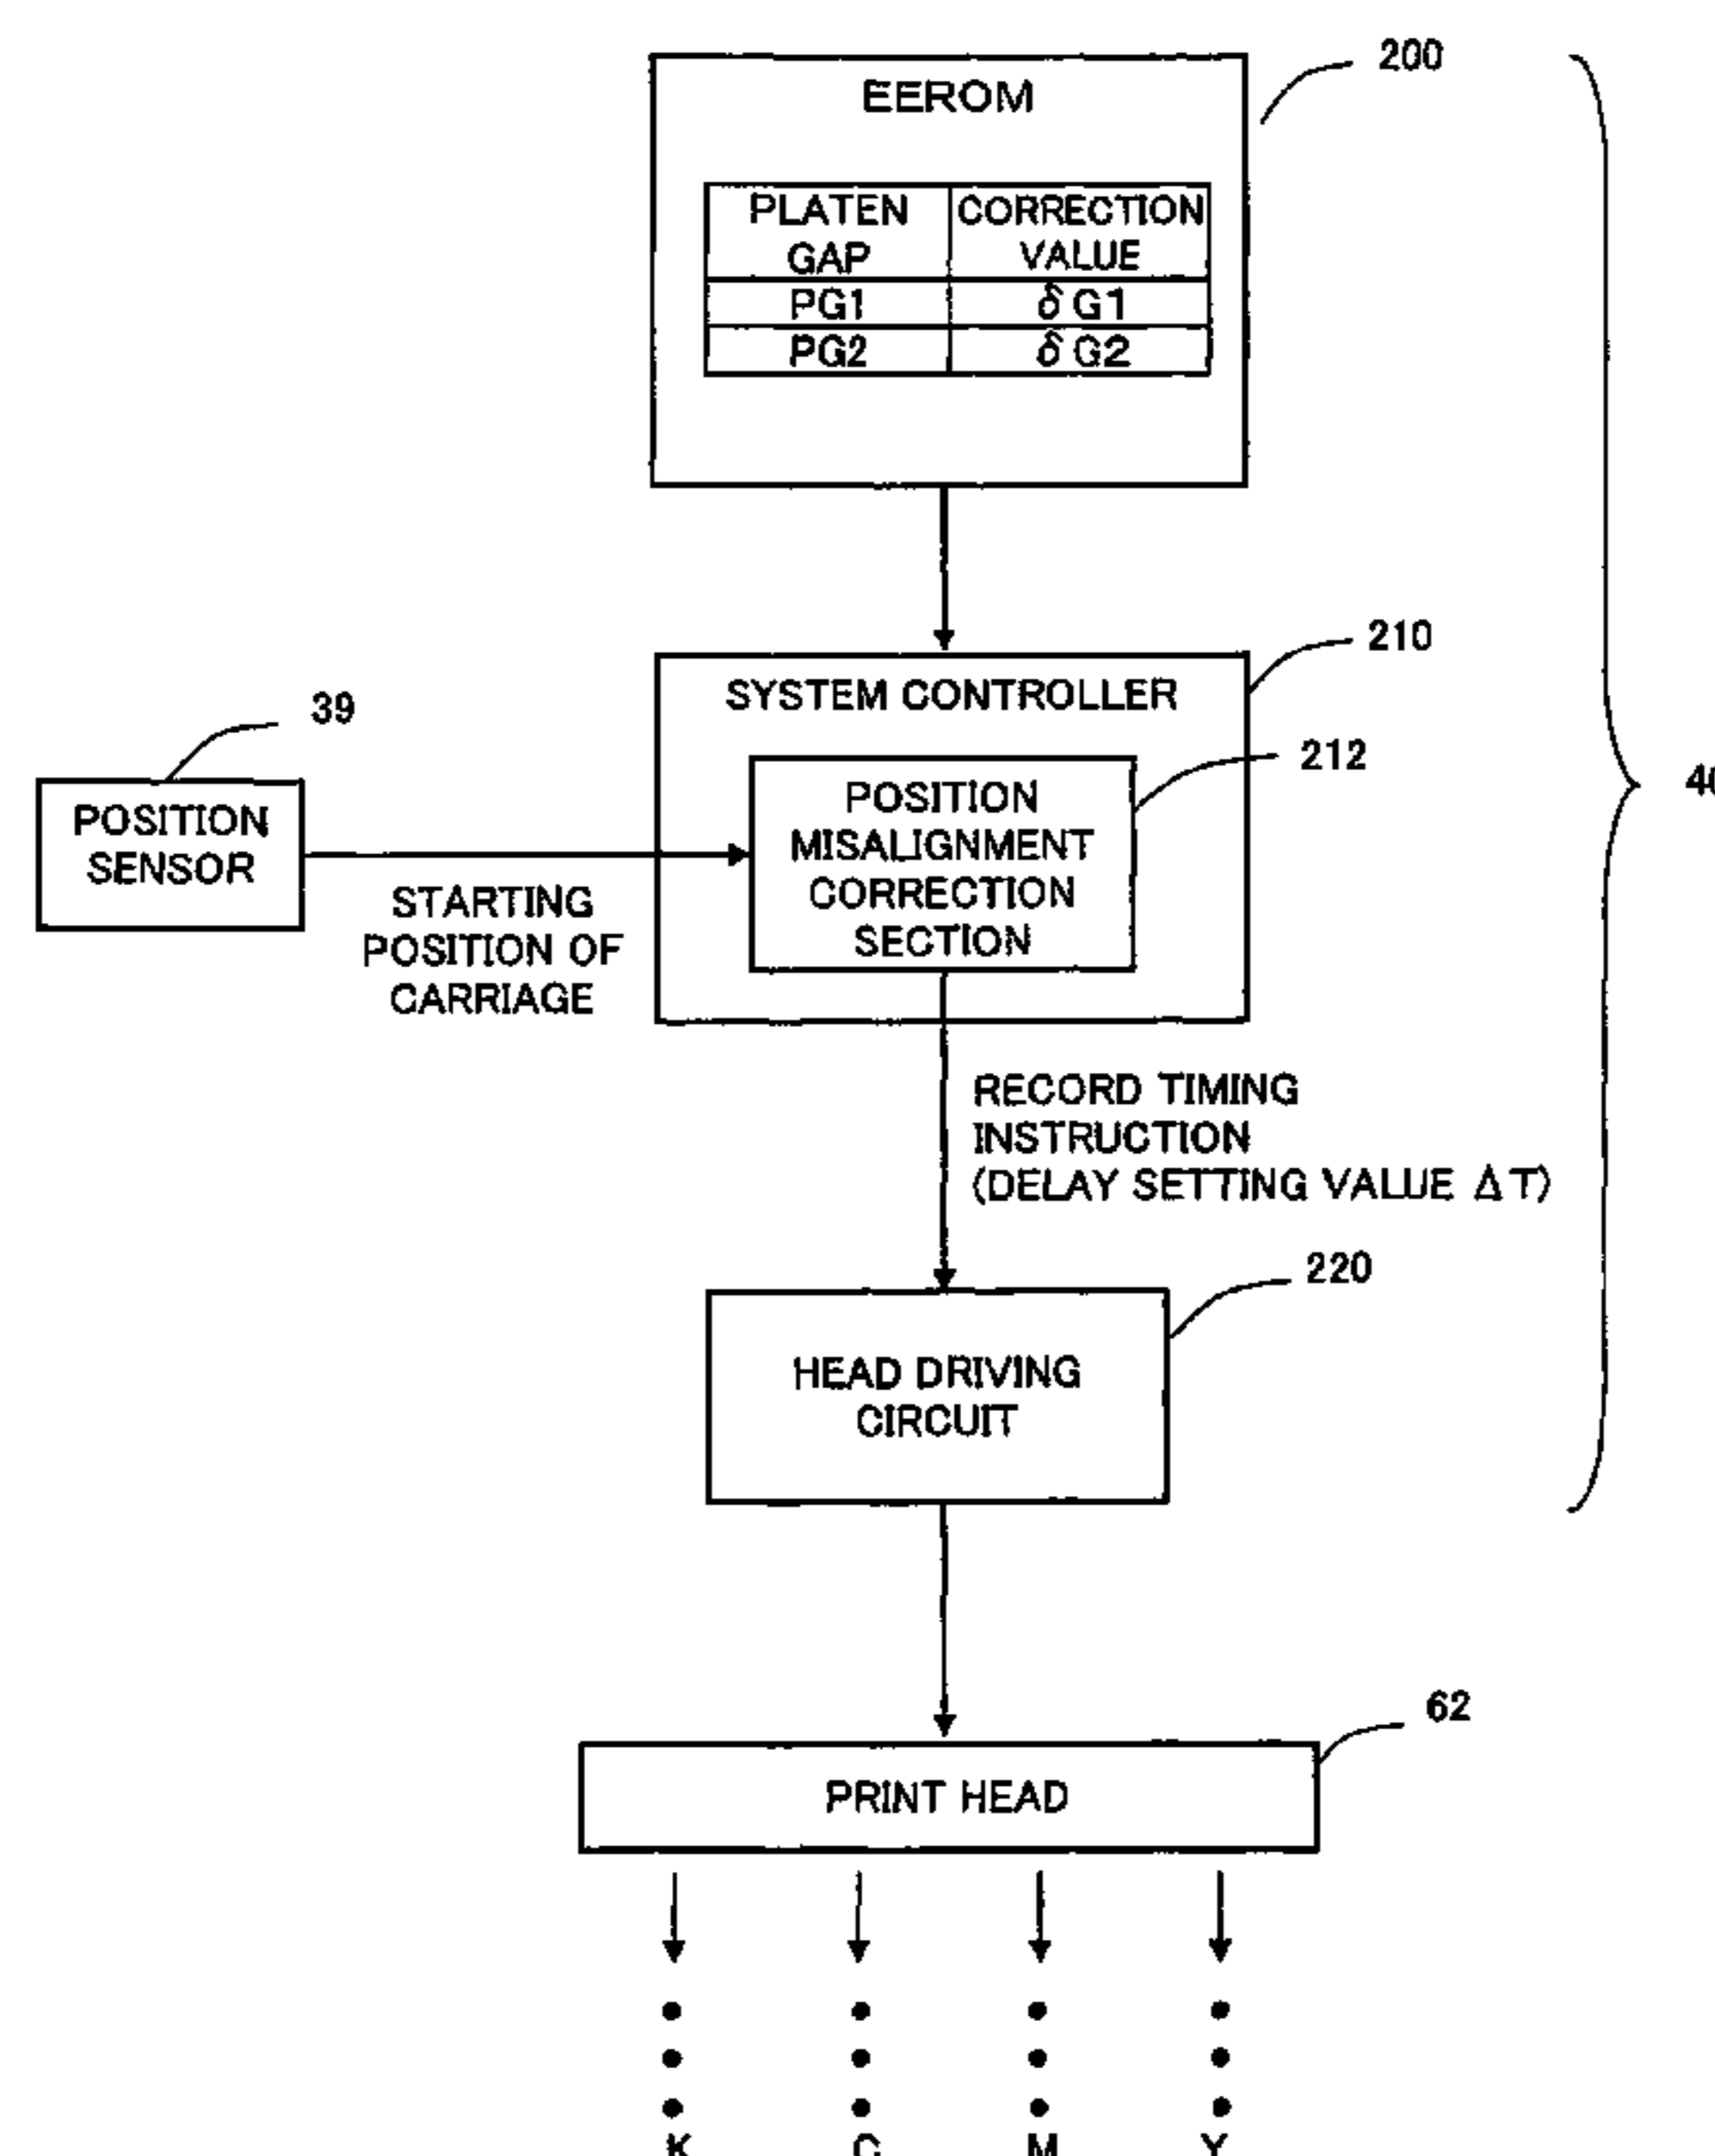 200
EEROM
PLATEN GAP
CORRECTION VALUE
PG1 δG1
PG2 δG2
210
SYSTEM CONTROLLER
39
212
POSITION
SENSOR
POSITION
MISALIGNMENT
CORRECTION
SECTION
STARTING
POSITION OF
CARRIAGE
RECORD TIMING
INSTRUCTION
(DELAY SETTING VALUE ΔT)
220
HEAD DRIVING
CIRCUIT
62
PRINT HEAD
K C M Y